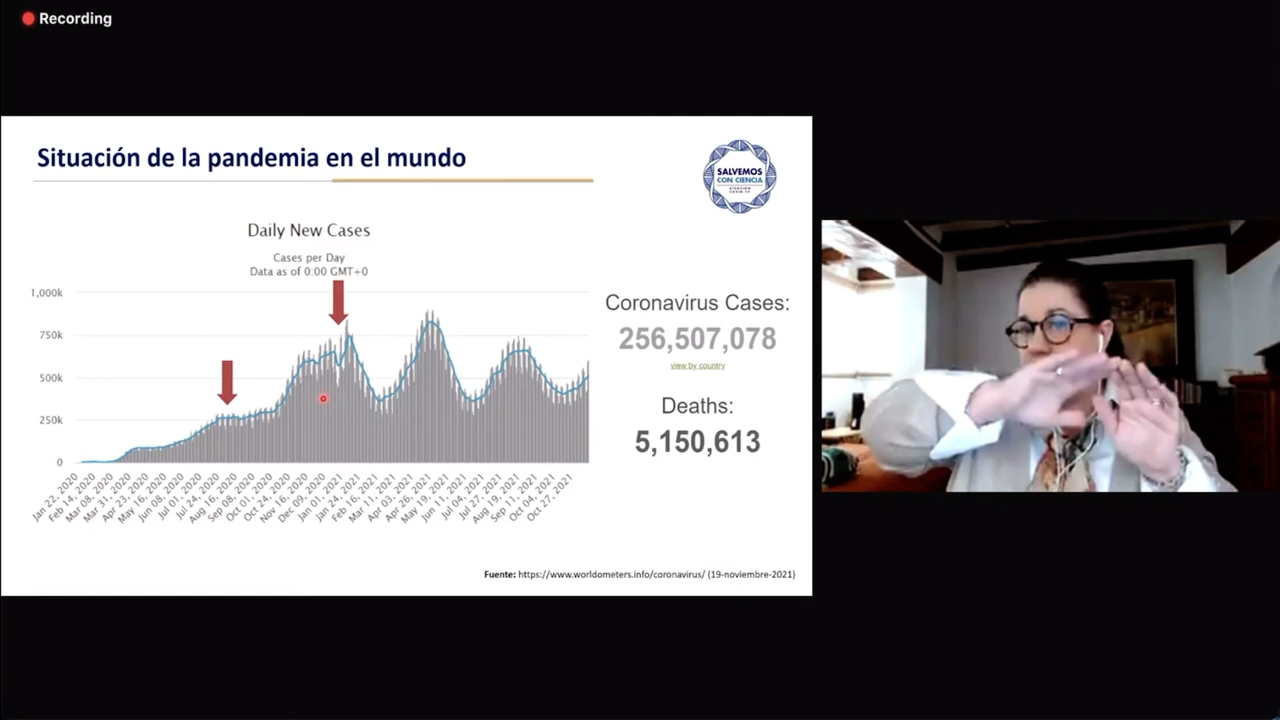 Recording
Situación de la pandemia en el mundo
SALVEMOS
CON CIENCIA
ATENCIÓN
COVID-19
Daily New Cases
Cases per Day
Data as of 0:00 GMT+0
1,000k
750k
500k
250k
0
Jan 22, 2020
Feb 14, 2020
Mar 08, 2020
Mar 31, 2020
Apr 23, 2020
May 16, 2020
Jun 08, 2020
Jul 01, 2020
Jul 24, 2020
Aug 16, 2020
Sep 08, 2020
Oct 01, 2020
Oct 24, 2020
Nov 16, 2020
Dec 09, 2020
Jan 01, 2021
Jan 24, 2021
Feb 16, 2021
Mar 11, 2021
Apr 03, 2021
Apr 26, 2021
May 19, 2021
Jun 11, 2021
Jul 04, 2021
Jul 27, 2021
Aug 19, 2021
Sep 11, 2021
Oct 04, 2021
Oct 27, 2021
Coronavirus Cases:
256,507,078
view by country
Deaths:
5,150,613
Fuente: https://www.worldometers.info/coronavirus/ (19-noviembre-2021)